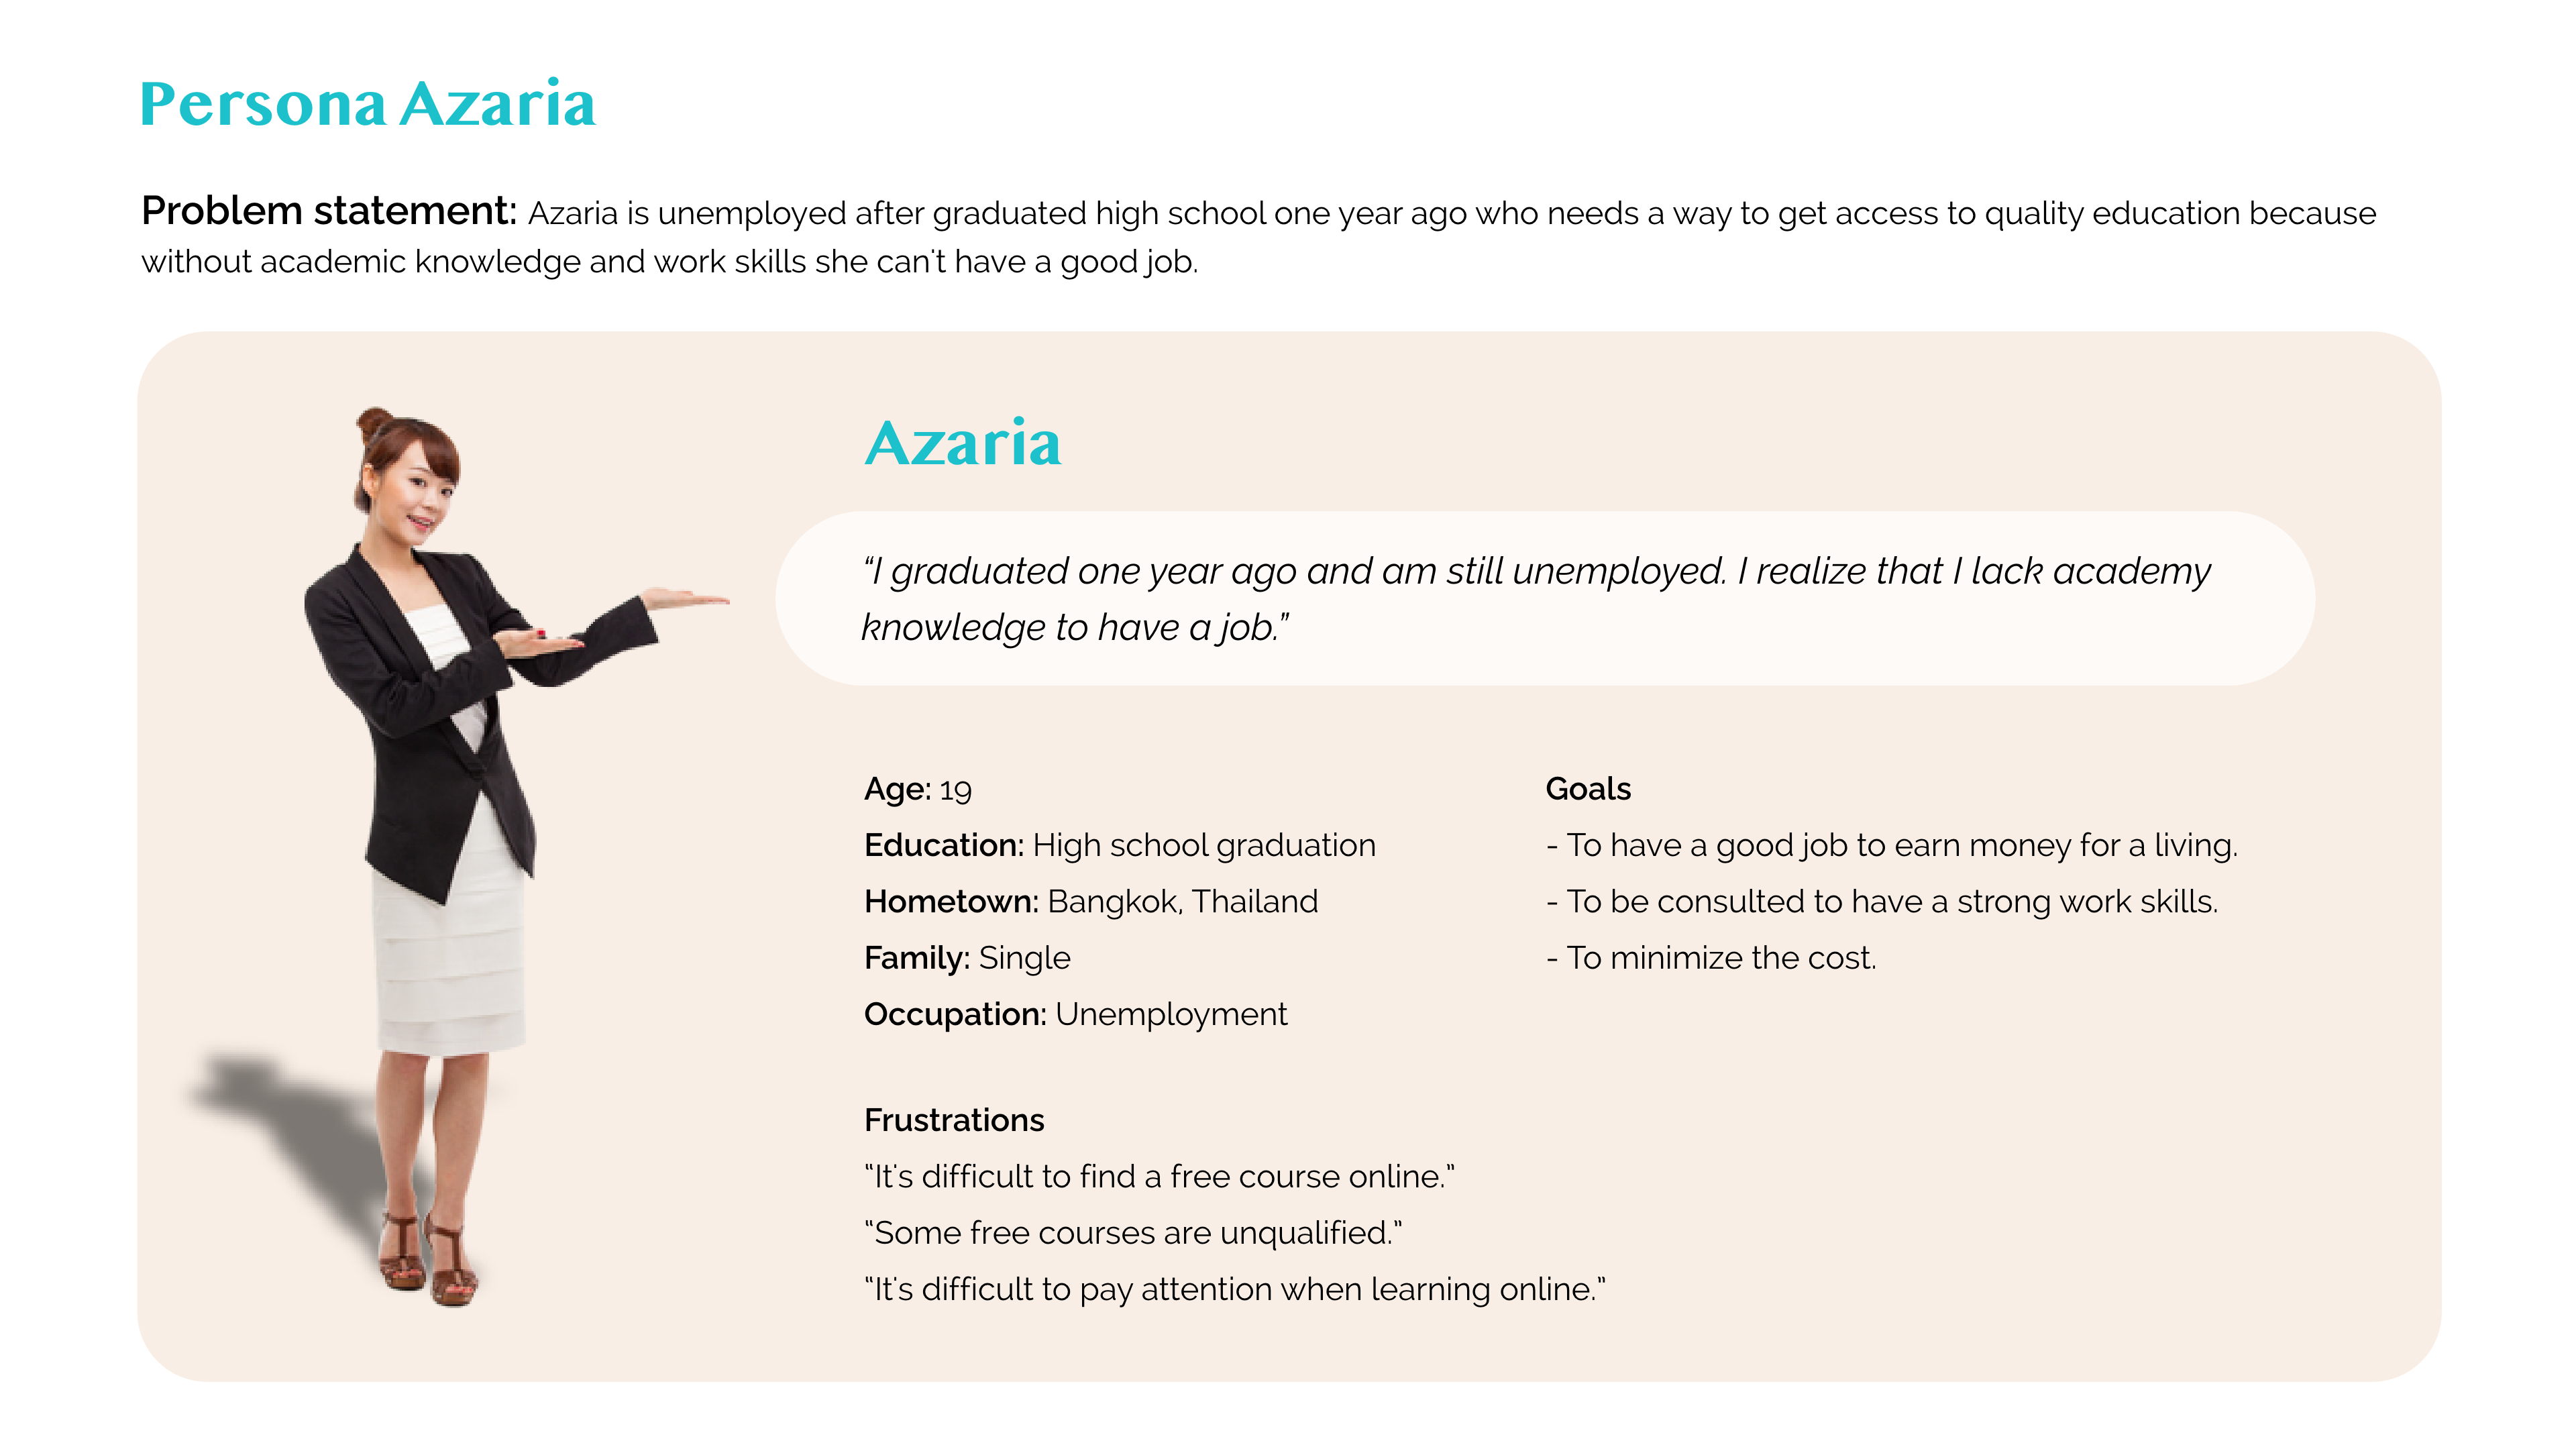 Persona Azaria
Problem statement: Azaria is unemployed after graduated high school one year ago who needs a way to get access to quality education because
without academic knowledge and work skills she can't have a good job.
Azaria
“I graduated one year ago and am still unemployed. I realize that I lack academy
knowledge to have a job.”
Age: 19
Education: High school graduation
Hometown: Bangkok, Thailand
Family: Single
Occupation: Unemployment
Goals
- To have a good job to earn money for a living.
- To be consulted to have a strong work skills.
- To minimize the cost.
Frustrations
“It's difficult to find a free course online.”
“Some free courses are unqualified.”
“It's difficult to pay attention when learning online.”